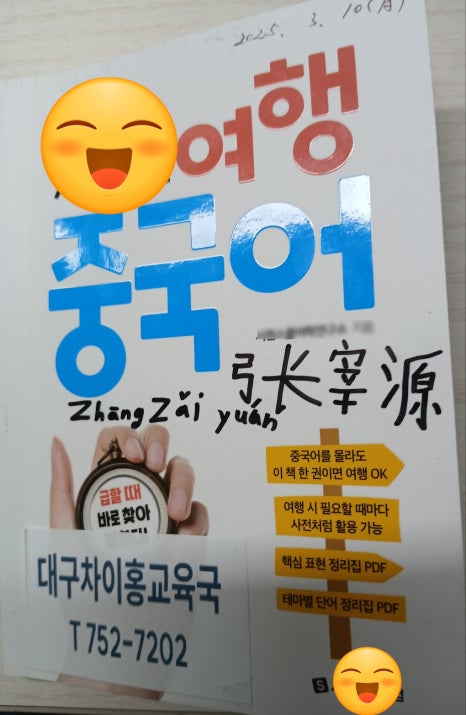 2025. 3. 10(月)
여행
중국어
张宰源
Zhāng Zǎi yuán
중국어를 몰라도
이 책 한 권이면 여행 OK
여행 시 필요할 때마다
사전처럼 활용 가능
핵심 표현 정리집 PDF
테마별 단어 정리집 PDF
급할 때
바로 찾아
대구차이홍교육국
T 752-7202
S